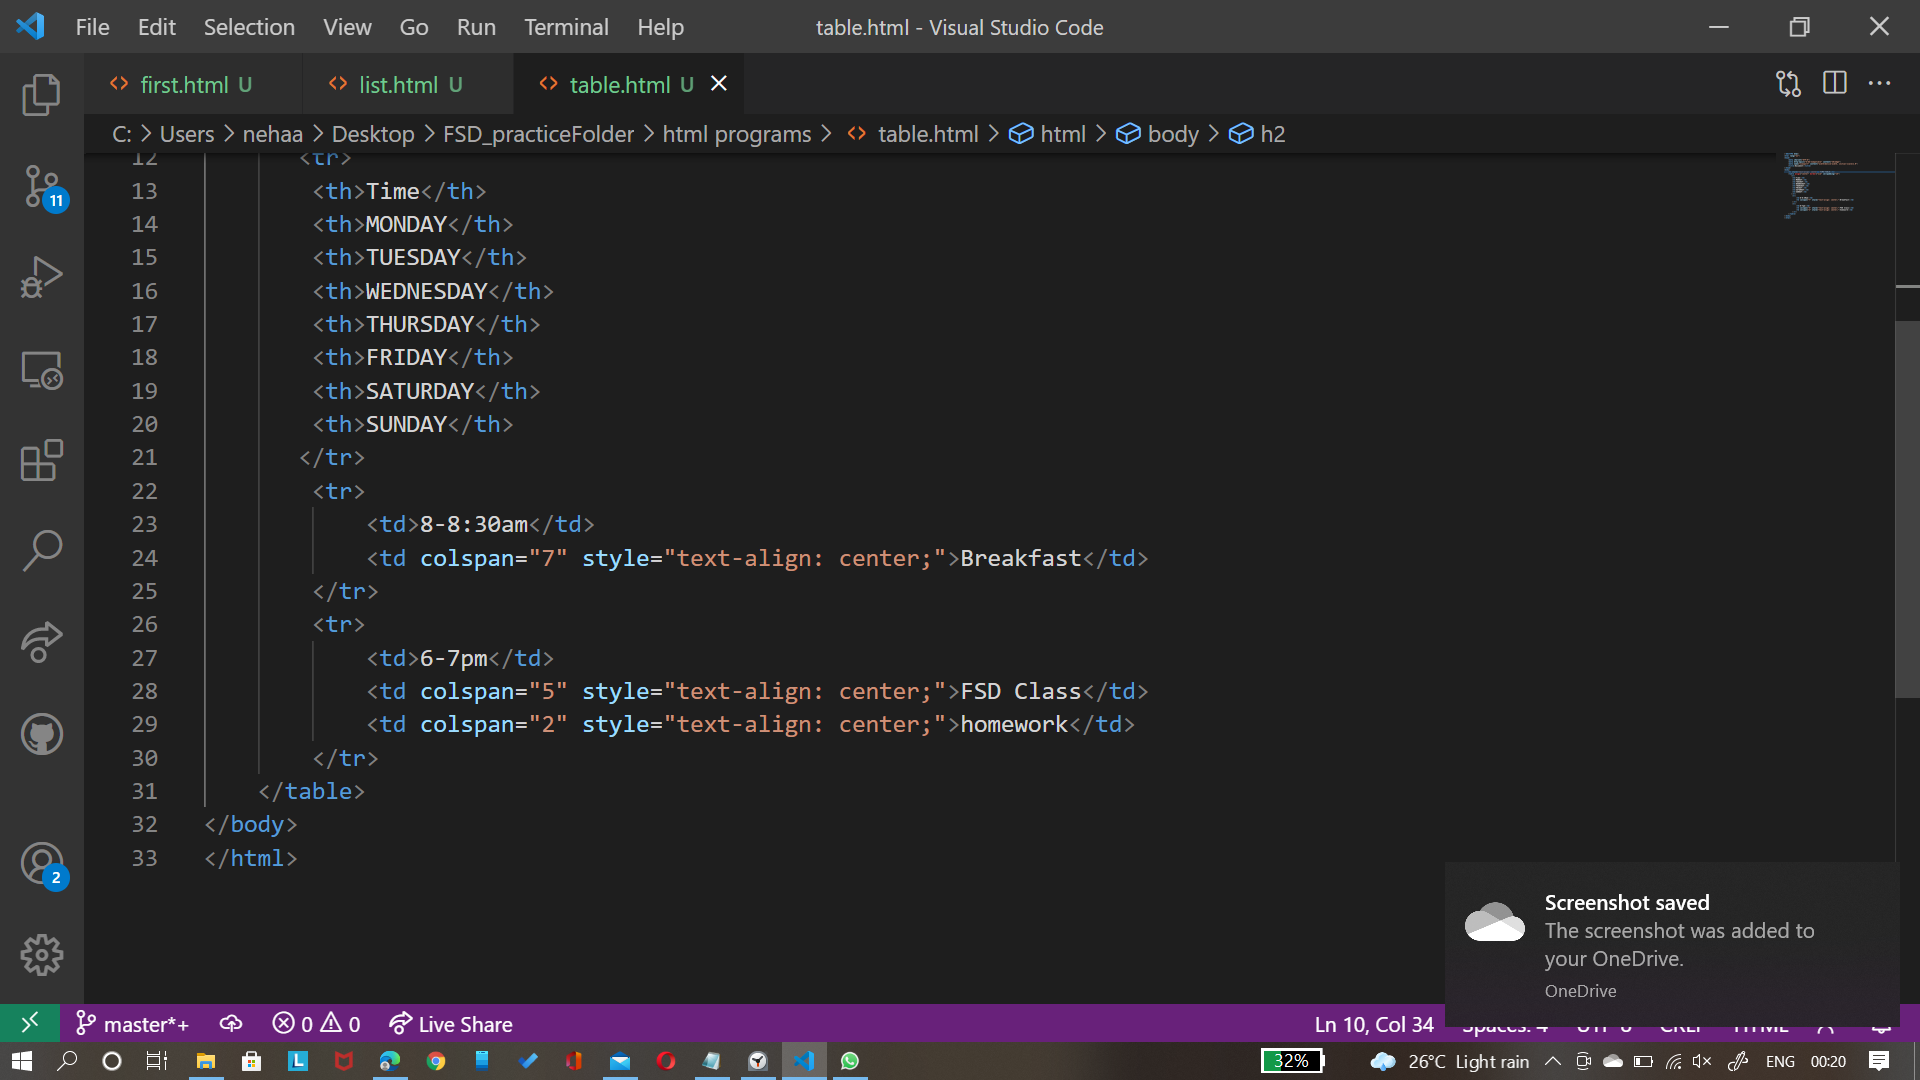 File Edit Selection View Go Run Terminal Help table.html - Visual Studio Code
first.html U list.html U table.html U
C: > Users > nehaa > Desktop > FSD_practiceFolder > html programs > table.html > html > body > h2
12 <tr>
13 <th>Time</th>
14 <th>MONDAY</th>
15 <th>TUESDAY</th>
16 <th>WEDNESDAY</th>
17 <th>THURSDAY</th>
18 <th>FRIDAY</th>
19 <th>SATURDAY</th>
20 <th>SUNDAY</th>
21 </tr>
22 <tr>
23 <td>8-8:30am</td>
24 <td colspan="7" style="text-align: center;">Breakfast</td>
25 </tr>
26 <tr>
27 <td>6-7pm</td>
28 <td colspan="5" style="text-align: center;">FSD Class</td>
29 <td colspan="2" style="text-align: center;">homework</td>
30 </tr>
31 </table>
32 </body>
33 </html>
11
2
Screenshot saved
The screenshot was added to
your OneDrive.
OneDrive
master*+ 0 0 Live Share Ln 10, Col 34 Spaces: 4 UTF-8 CRLF HTML
L 32% 26°C Light rain ENG 00:20